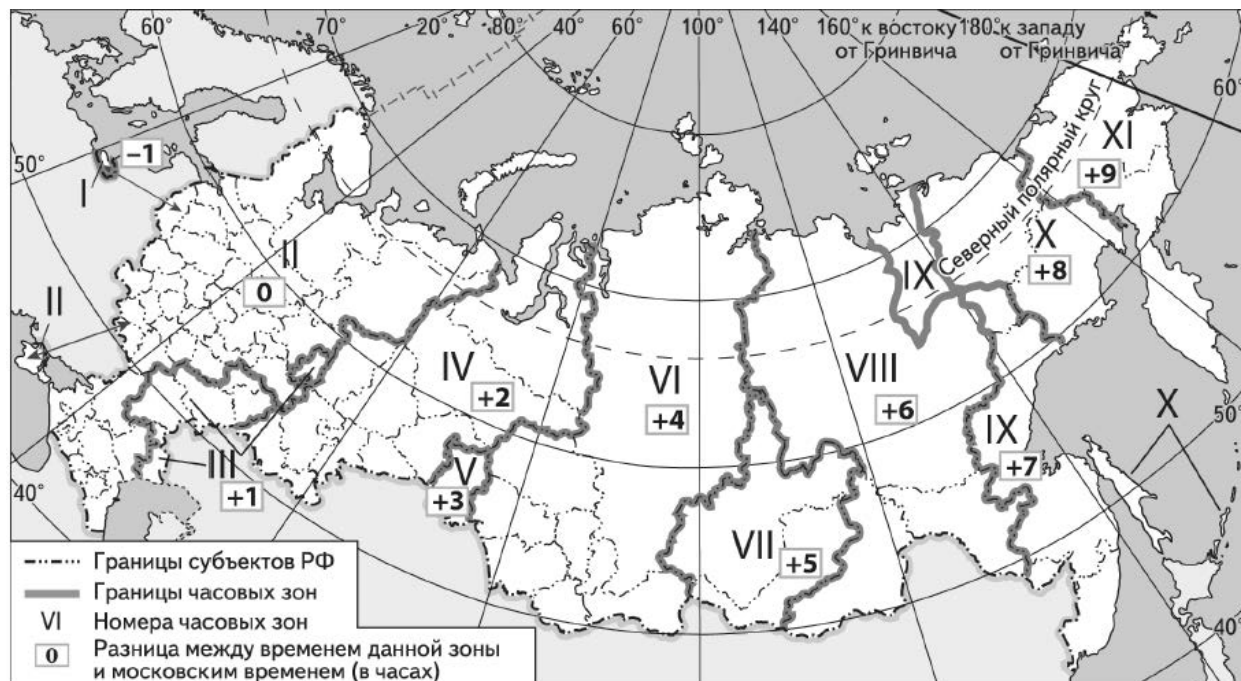 60°
70°
20°
80°
40°
60°
80°
100°
120°
140°
160° к востоку
от Гринвича
180° к западу
от Гринвича
60°
50°
−1
I
II
0
II
III
+1
IV
+2
V
+3
VI
+4
VII
+5
VIII
+6
IX
IX
+7
X
+8
XI
+9
Северный полярный круг
X
50°
40°
40°
Границы субъектов РФ
Границы часовых зон
VI Номера часовых зон
0 Разница между временем данной зоны
и московским временем (в часах)